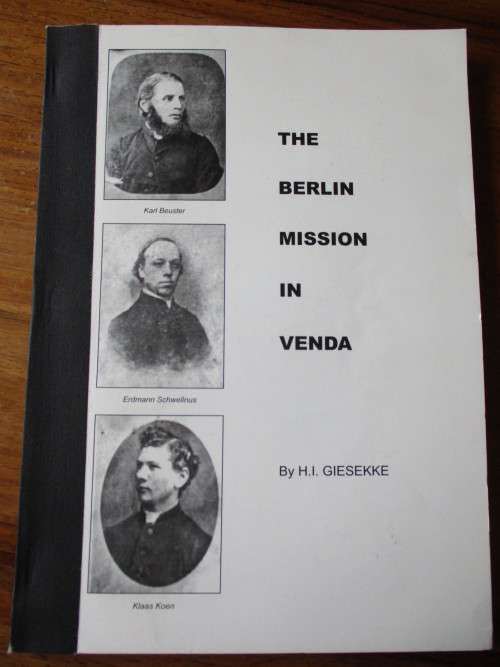 Karl Beuster
Erdmann Schwellnus
Klaas Koen
THE
BERLIN
MISSION
IN
VENDA
By H.I. GIESEKKE